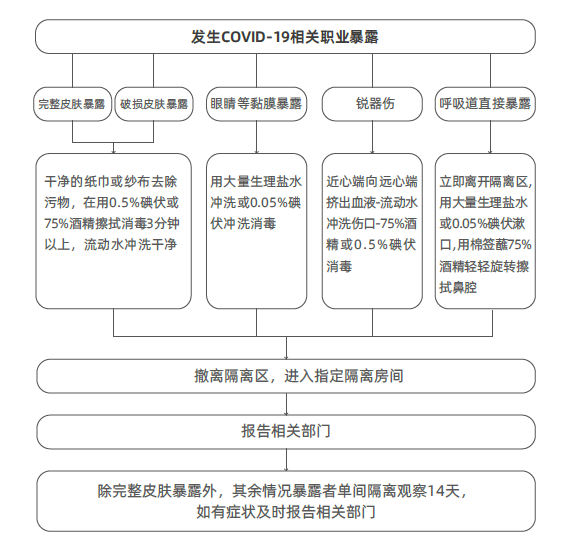 发生COVID-19相关职业暴露
完整皮肤暴露
破损皮肤暴露
眼睛等黏膜暴露
锐器伤
呼吸道直接暴露
干净的纸巾或纱布去除
污物，在用0.5%碘伏或
75%酒精擦拭消毒3分钟
以上，流动水冲洗干净
用大量生理盐水
冲洗或0.05%碘
伏冲洗消毒
近心端向远心端
挤出血液-流动水
冲洗伤口-75%酒
精或0.5%碘伏
消毒
立即离开隔离区,
用大量生理盐水
或0.05%碘伏漱
口,用棉签蘸75%
酒精轻轻旋转擦
拭鼻腔
撤离隔离区，进入指定隔离房间
报告相关部门
除完整皮肤暴露外，其余情况暴露者单间隔离观察14天，
如有症状及时报告相关部门